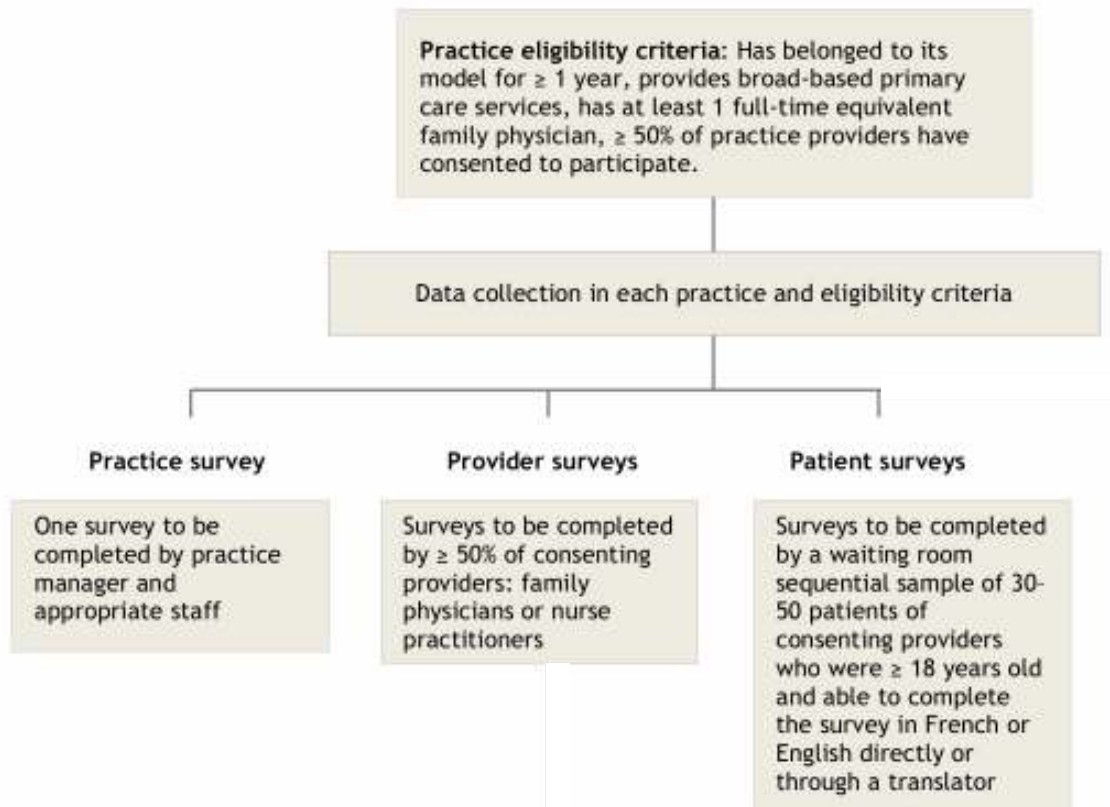 Practice eligibility criteria: Has belonged to its
model for ≥ 1 year, provides broad-based primary
care services, has at least 1 full-time equivalent
family physician, ≥ 50% of practice providers have
consented to participate.
Data collection in each practice and eligibility criteria
Practice survey
One survey to be
completed by practice
manager and
appropriate staff
Provider surveys
Surveys to be completed
by ≥ 50% of consenting
providers: family
physicians or nurse
practitioners
Patient surveys
Surveys to be completed
by a waiting room
sequential sample of 30-
50 patients of
consenting providers
who were ≥ 18 years old
and able to complete
the survey in French or
English directly or
through a translator